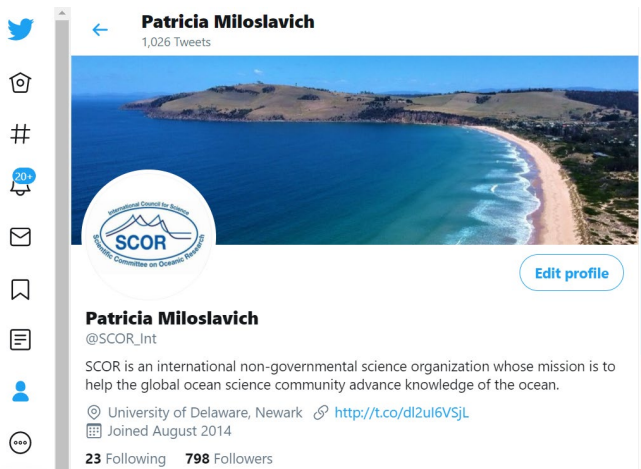 Patricia Miloslavich
1,026 Tweets
20+
International Council for Science
SCOR
Scientific Committee on Oceanic Research
Edit profile
Patricia Miloslavich
@SCOR_Int
SCOR is an international non-governmental science organization whose mission is to
help the global ocean science community advance knowledge of the ocean.
University of Delaware, Newark http://t.co/dl2ul6VSjL
Joined August 2014
23 Following 798 Followers